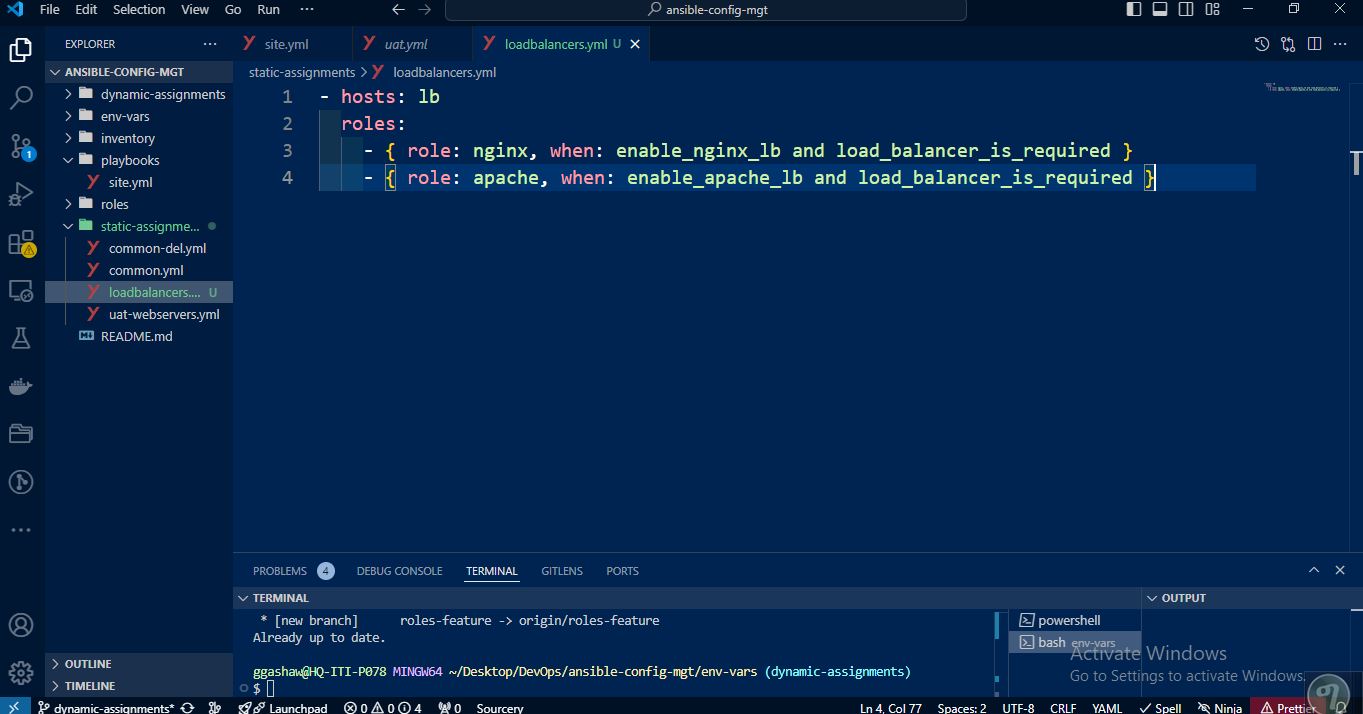 File Edit Selection View Go Run ··· ansible-config-mgt
EXPLORER ···
site.yml uat.yml loadbalancers.yml U
ANSIBLE-CONFIG-MGT
dynamic-assignments
env-vars
inventory
playbooks
site.yml
roles
static-assignme...
common-del.yml
common.yml
loadbalancers.... U
uat-webservers.yml
README.md
OUTLINE
TIMELINE
1
static-assignments > loadbalancers.yml
1 - hosts: lb
2 roles:
3 - { role: nginx, when: enable_nginx_lb and load_balancer_is_required }
4 - { role: apache, when: enable_apache_lb and load_balancer_is_required }
PROBLEMS 4 DEBUG CONSOLE TERMINAL GITLENS PORTS
TERMINAL
* [new branch] roles-feature -> origin/roles-feature
Already up to date.
ggashaw@HQ-ITI-P078 MINGW64 ~/Desktop/DevOps/ansible-config-mgt/env-vars (dynamic-assignments)
$
powershell
bash env-vars
OUTPUT
Activate Windows
Go to Settings to activate Windows.
dynamic-assignments* Launchpad 0 0 4 0 Sourcery Ln 4, Col 77 Spaces: 2 UTF-8 CRLF YAML Spell Ninja